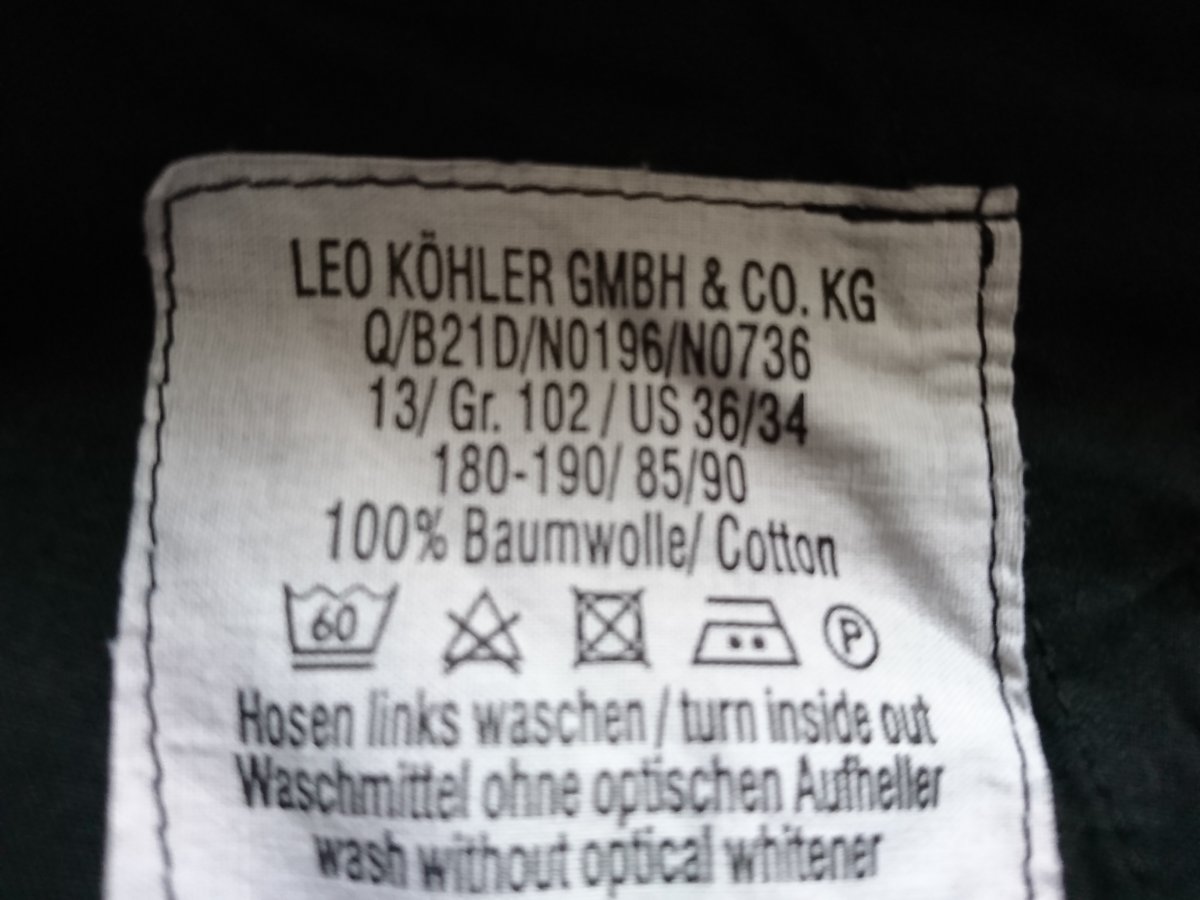 LEO KÖHLER GMBH & CO. KG
Q/B21D/N0196/N0736
13/ Gr. 102 / US 36/34
180-190/ 85/90
100% Baumwolle/ Cotton
60 P
Hosen links waschen / turn inside out
Waschmittel ohne optischen Aufheller
wash without optical whitener